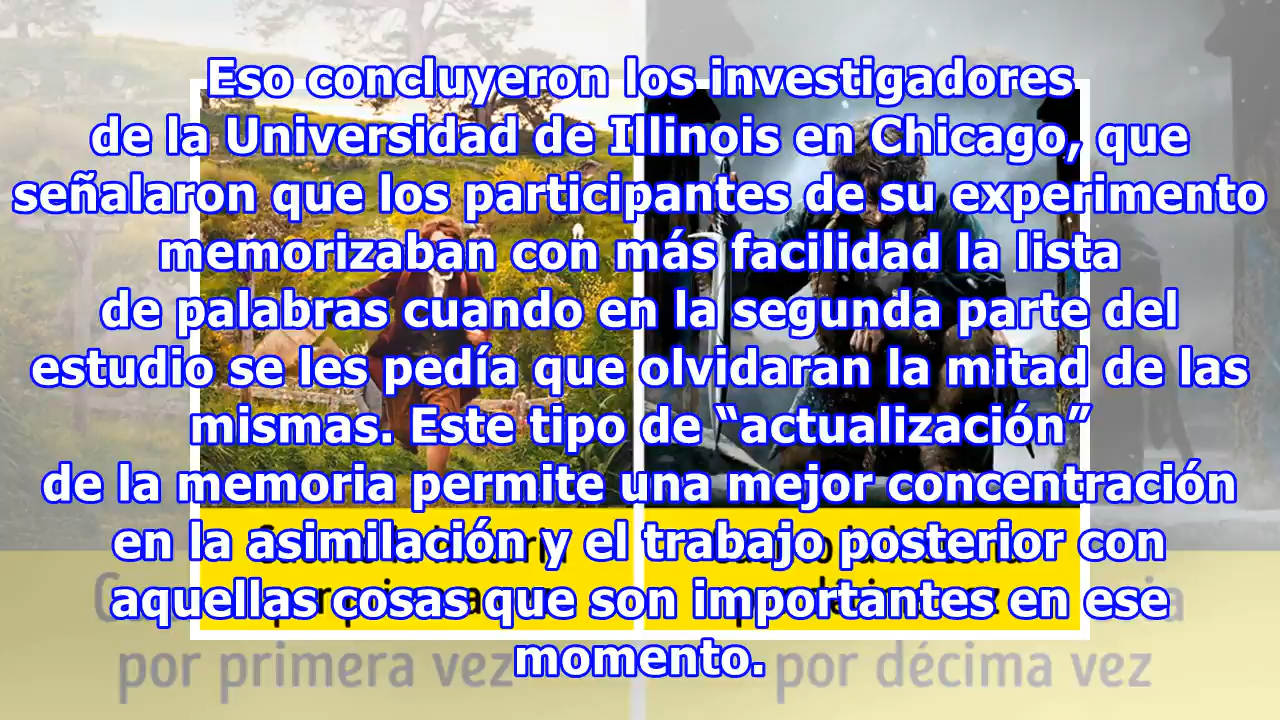 Eso concluyeron los investigadores
de la Universidad de Illinois en Chicago, que
señalaron que los participantes de su experimento
memorizaban con más facilidad la lista
de palabras cuando en la segunda parte del
estudio se les pedía que olvidaran la mitad de las
mismas. Este tipo de “actualización”
de la memoria permite una mejor concentración
en la asimilación y el trabajo posterior con
aquellas cosas que son importantes en ese
momento.
por primera vez
por décima vez